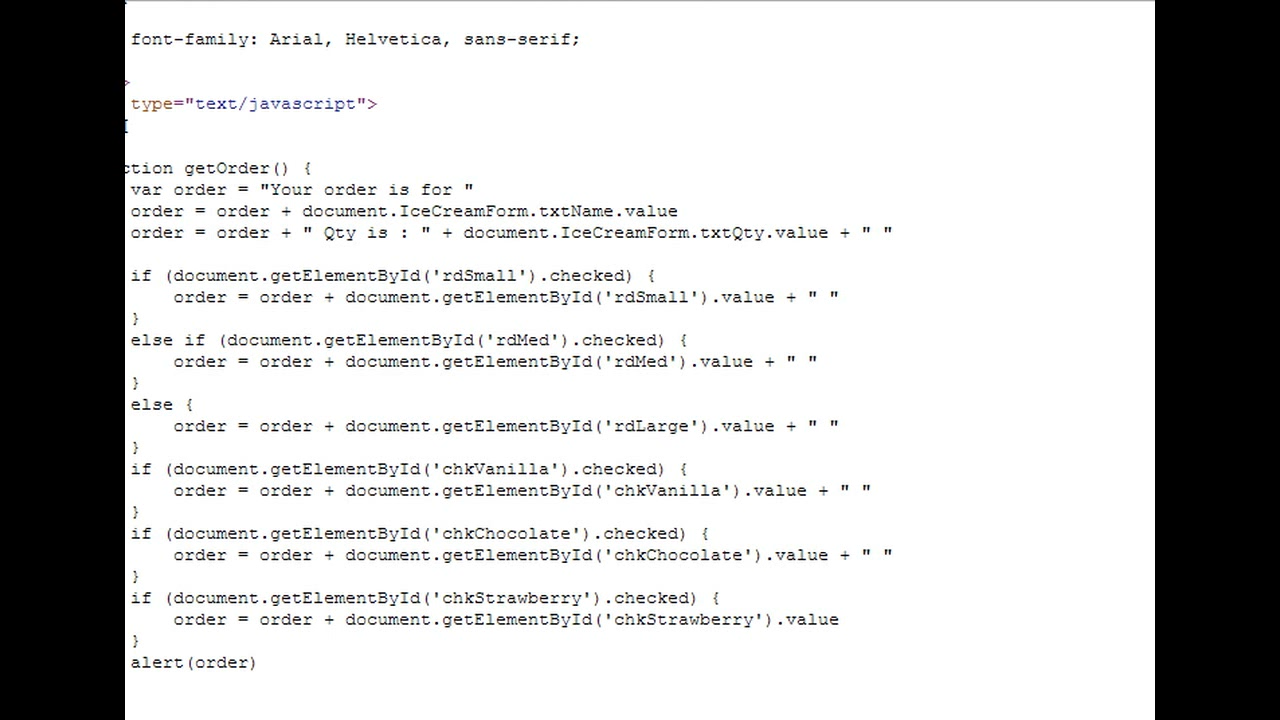 font-family: Arial, Helvetica, sans-serif;
>
type="text/javascript">
ction getOrder() {
var order = "Your order is for "
order = order + document.IceCreamForm.txtName.value
order = order + " Qty is : " + document.IceCreamForm.txtQty.value + " "
if (document.getElementById('rdSmall').checked) {
order = order + document.getElementById('rdSmall').value + " "
}
else if (document.getElementById('rdMed').checked) {
order = order + document.getElementById('rdMed').value + " "
}
else {
order = order + document.getElementById('rdLarge').value + " "
}
if (document.getElementById('chkVanilla').checked) {
order = order + document.getElementById('chkVanilla').value + " "
}
if (document.getElementById('chkChocolate').checked) {
order = order + document.getElementById('chkChocolate').value + " "
}
if (document.getElementById('chkStrawberry').checked) {
order = order + document.getElementById('chkStrawberry').value
}
alert(order)